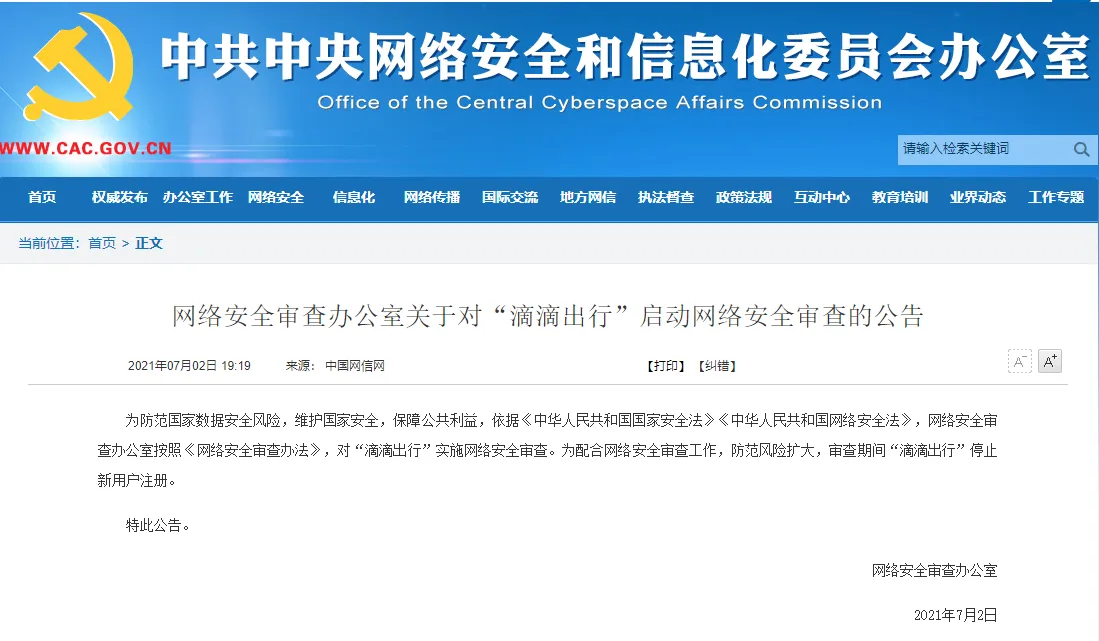 中共中央网络安全和信息化委员会办公室
Office of the Central Cyberspace Affairs Commission
WWW.CAC.GOV.CN
请输入检索关键词
首页 权威发布 办公室工作 网络安全 信息化 网络传播 国际交流 地方网信 执法督查 政策法规 互动中心 教育培训 业界动态 工作专题
当前位置：首页 > 正文
网络安全审查办公室关于对“滴滴出行”启动网络安全审查的公告
2021年07月02日 19:19 来源： 中国网信网 【打印】 【纠错】 A- A+
为防范国家数据安全风险，维护国家安全，保障公共利益，依据《中华人民共和国国家安全法》《中华人民共和国网络安全法》，网络安全审
查办公室按照《网络安全审查办法》，对“滴滴出行”实施网络安全审查。为配合网络安全审查工作，防范风险扩大，审查期间“滴滴出行”停止
新用户注册。
特此公告。
网络安全审查办公室
2021年7月2日